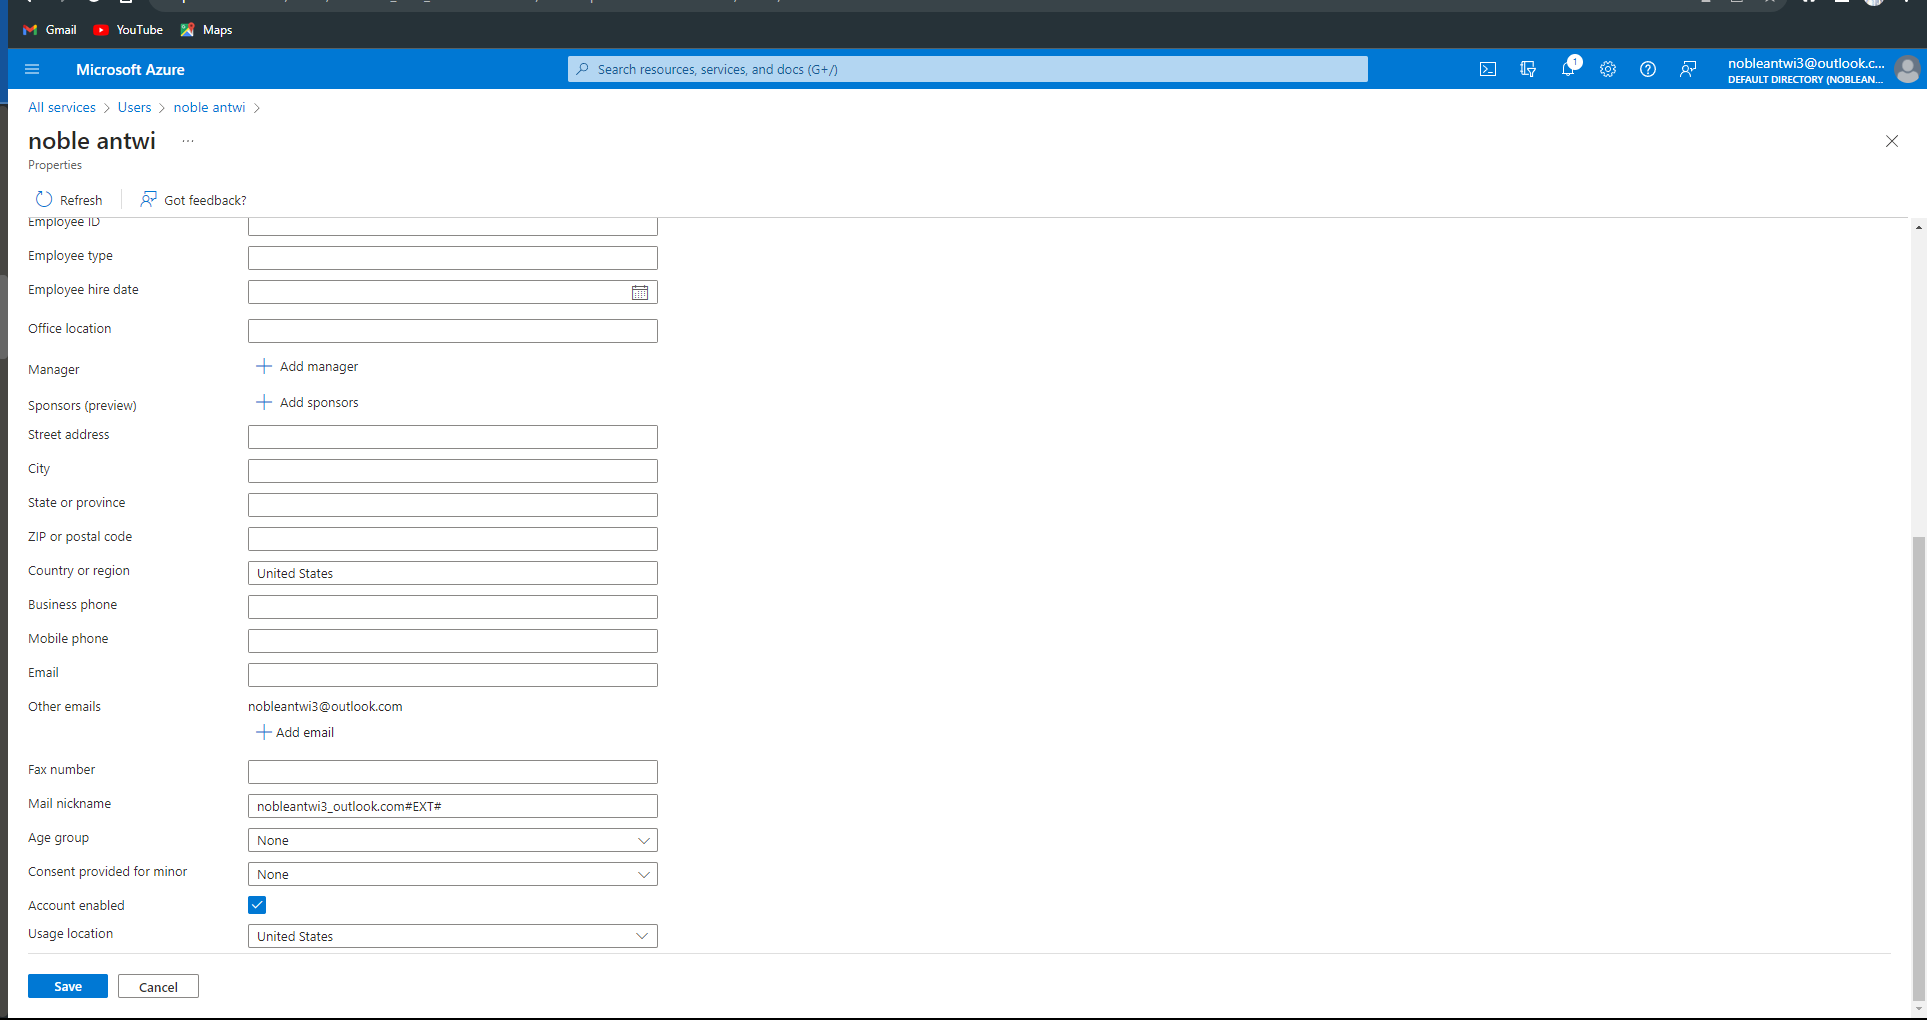 Gmail YouTube Maps
Microsoft Azure Search resources, services, and docs (G+/) 1 nobleantwi3@outlook.c...
DEFAULT DIRECTORY (NOBLEAN...
All services > Users > noble antwi >
noble antwi ...
Properties
Refresh Got feedback?
Employee ID
Employee type
Employee hire date
Office location
Manager Add manager
Sponsors (preview) Add sponsors
Street address
City
State or province
ZIP or postal code
Country or region United States
Business phone
Mobile phone
Email
Other emails nobleantwi3@outlook.com
Add email
Fax number
Mail nickname nobleantwi3_outlook.com#EXT#
Age group None
Consent provided for minor None
Account enabled
Usage location United States
Save Cancel